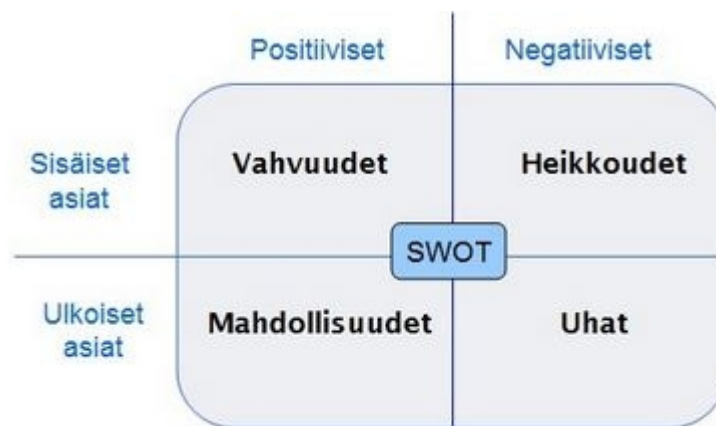 Positiiviset Negatiiviset
Sisäiset
asiat
Vahvuudet Heikkoudet
SWOT
Ulkoiset
asiat
Mahdollisuudet Uhat